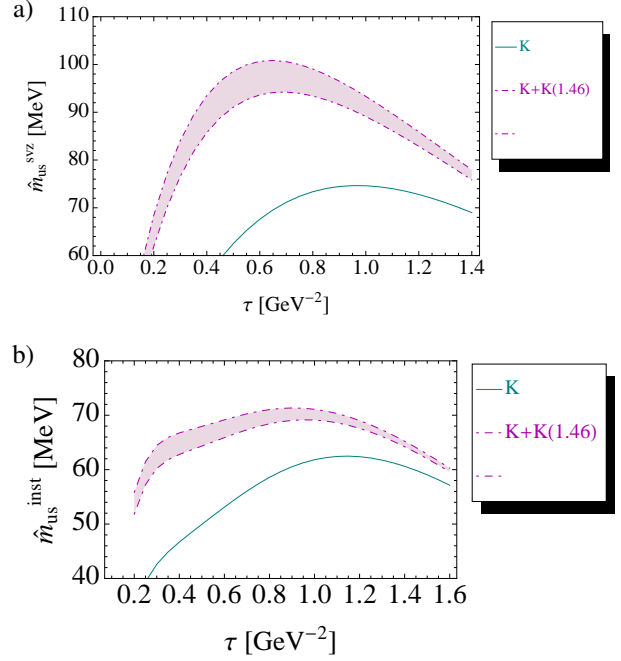 a)
110
100
90
80
70
60
m̂us^svz [MeV]
0.0 0.2 0.4 0.6 0.8 1.0 1.2 1.4
τ [GeV⁻²]
K
K+K(1.46)
b)
80
70
60
50
40
m̂us^inst [MeV]
0.2 0.4 0.6 0.8 1.0 1.2 1.4 1.6
τ [GeV⁻²]
K
K+K(1.46)